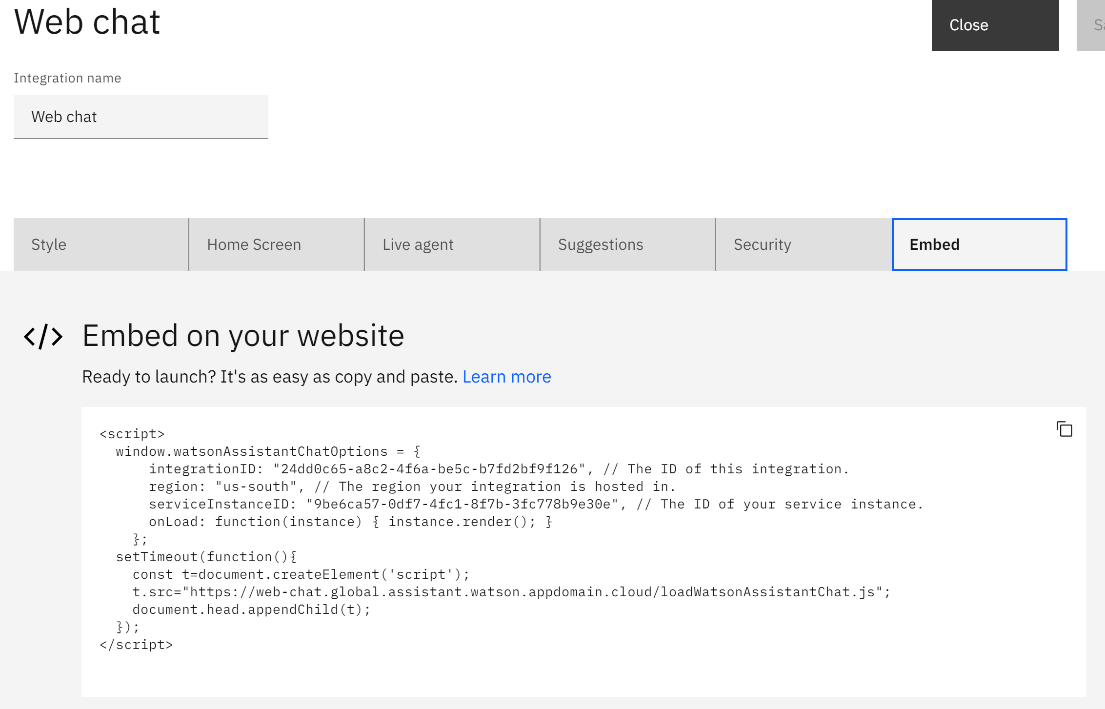 Web chat
Close
Integration name
Web chat
Style
Home Screen
Live agent
Suggestions
Security
Embed
</> Embed on your website
Ready to launch? It's as easy as copy and paste. Learn more
<script>
  window.watsonAssistantChatOptions = {
      integrationID: "24dd0c65-a8c2-4f6a-be5c-b7fd2bf9f126", // The ID of this integration.
      region: "us-south", // The region your integration is hosted in.
      serviceInstanceID: "9be6ca57-0df7-4fc1-8f7b-3fc778b9e30e", // The ID of your service instance.
      onLoad: function(instance) { instance.render(); }
    };
  setTimeout(function(){
    const t=document.createElement('script');
    t.src="https://web-chat.global.assistant.watson.appdomain.cloud/loadWatsonAssistantChat.js";
    document.head.appendChild(t);
  });
</script>